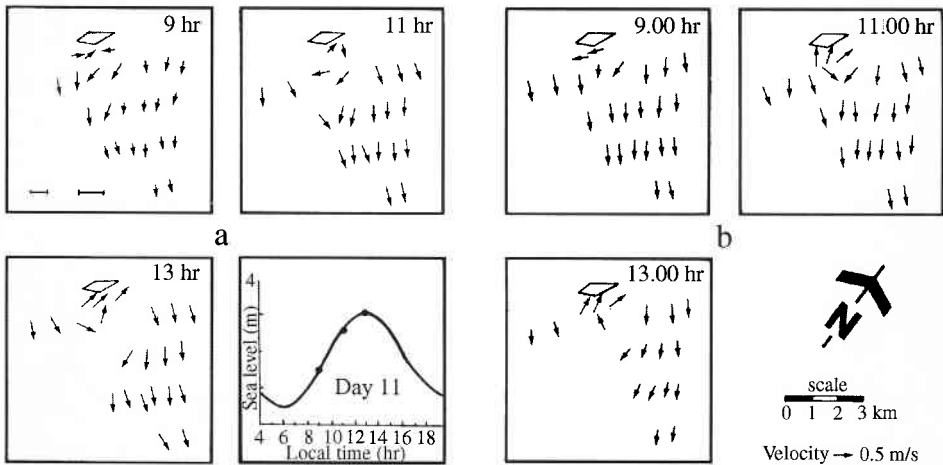 9 hr
11 hr
9.00 hr
11.00 hr
a
b
13 hr
4
Sea level (m)
Day 11
4 6 8 10 12 14 16 18
Local time (hr)
13.00 hr
N
scale
0 1 2 3 km
Velocity → 0.5 m/s